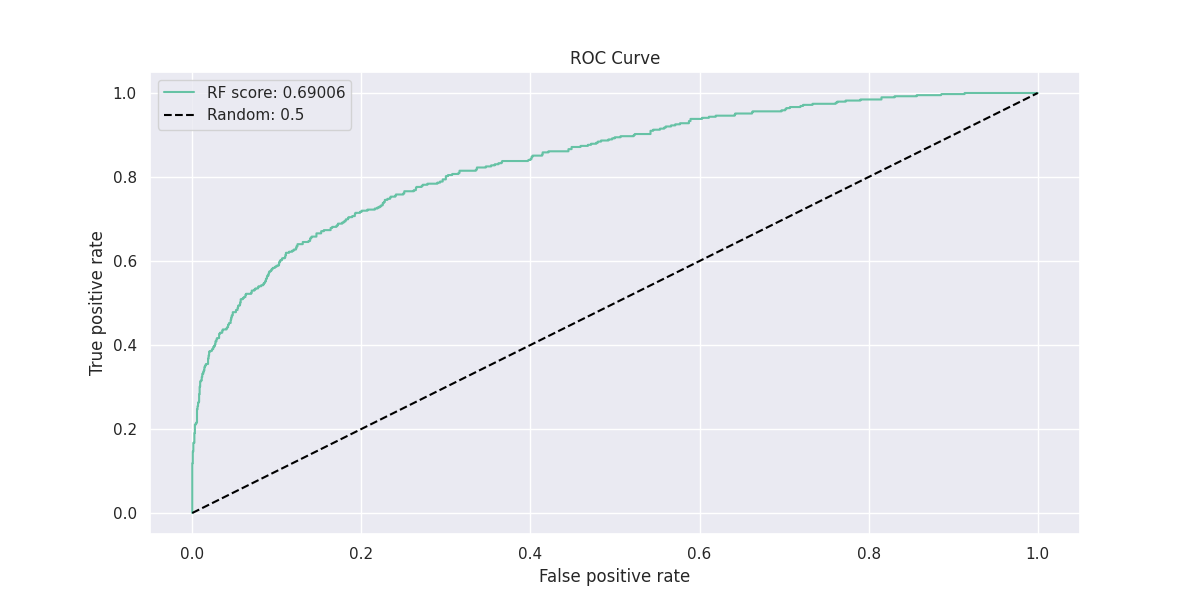 ROC Curve
RF score: 0.69006
Random: 0.5
True positive rate
1.0
0.8
0.6
0.4
0.2
0.0
0.0 0.2 0.4 0.6 0.8 1.0
False positive rate